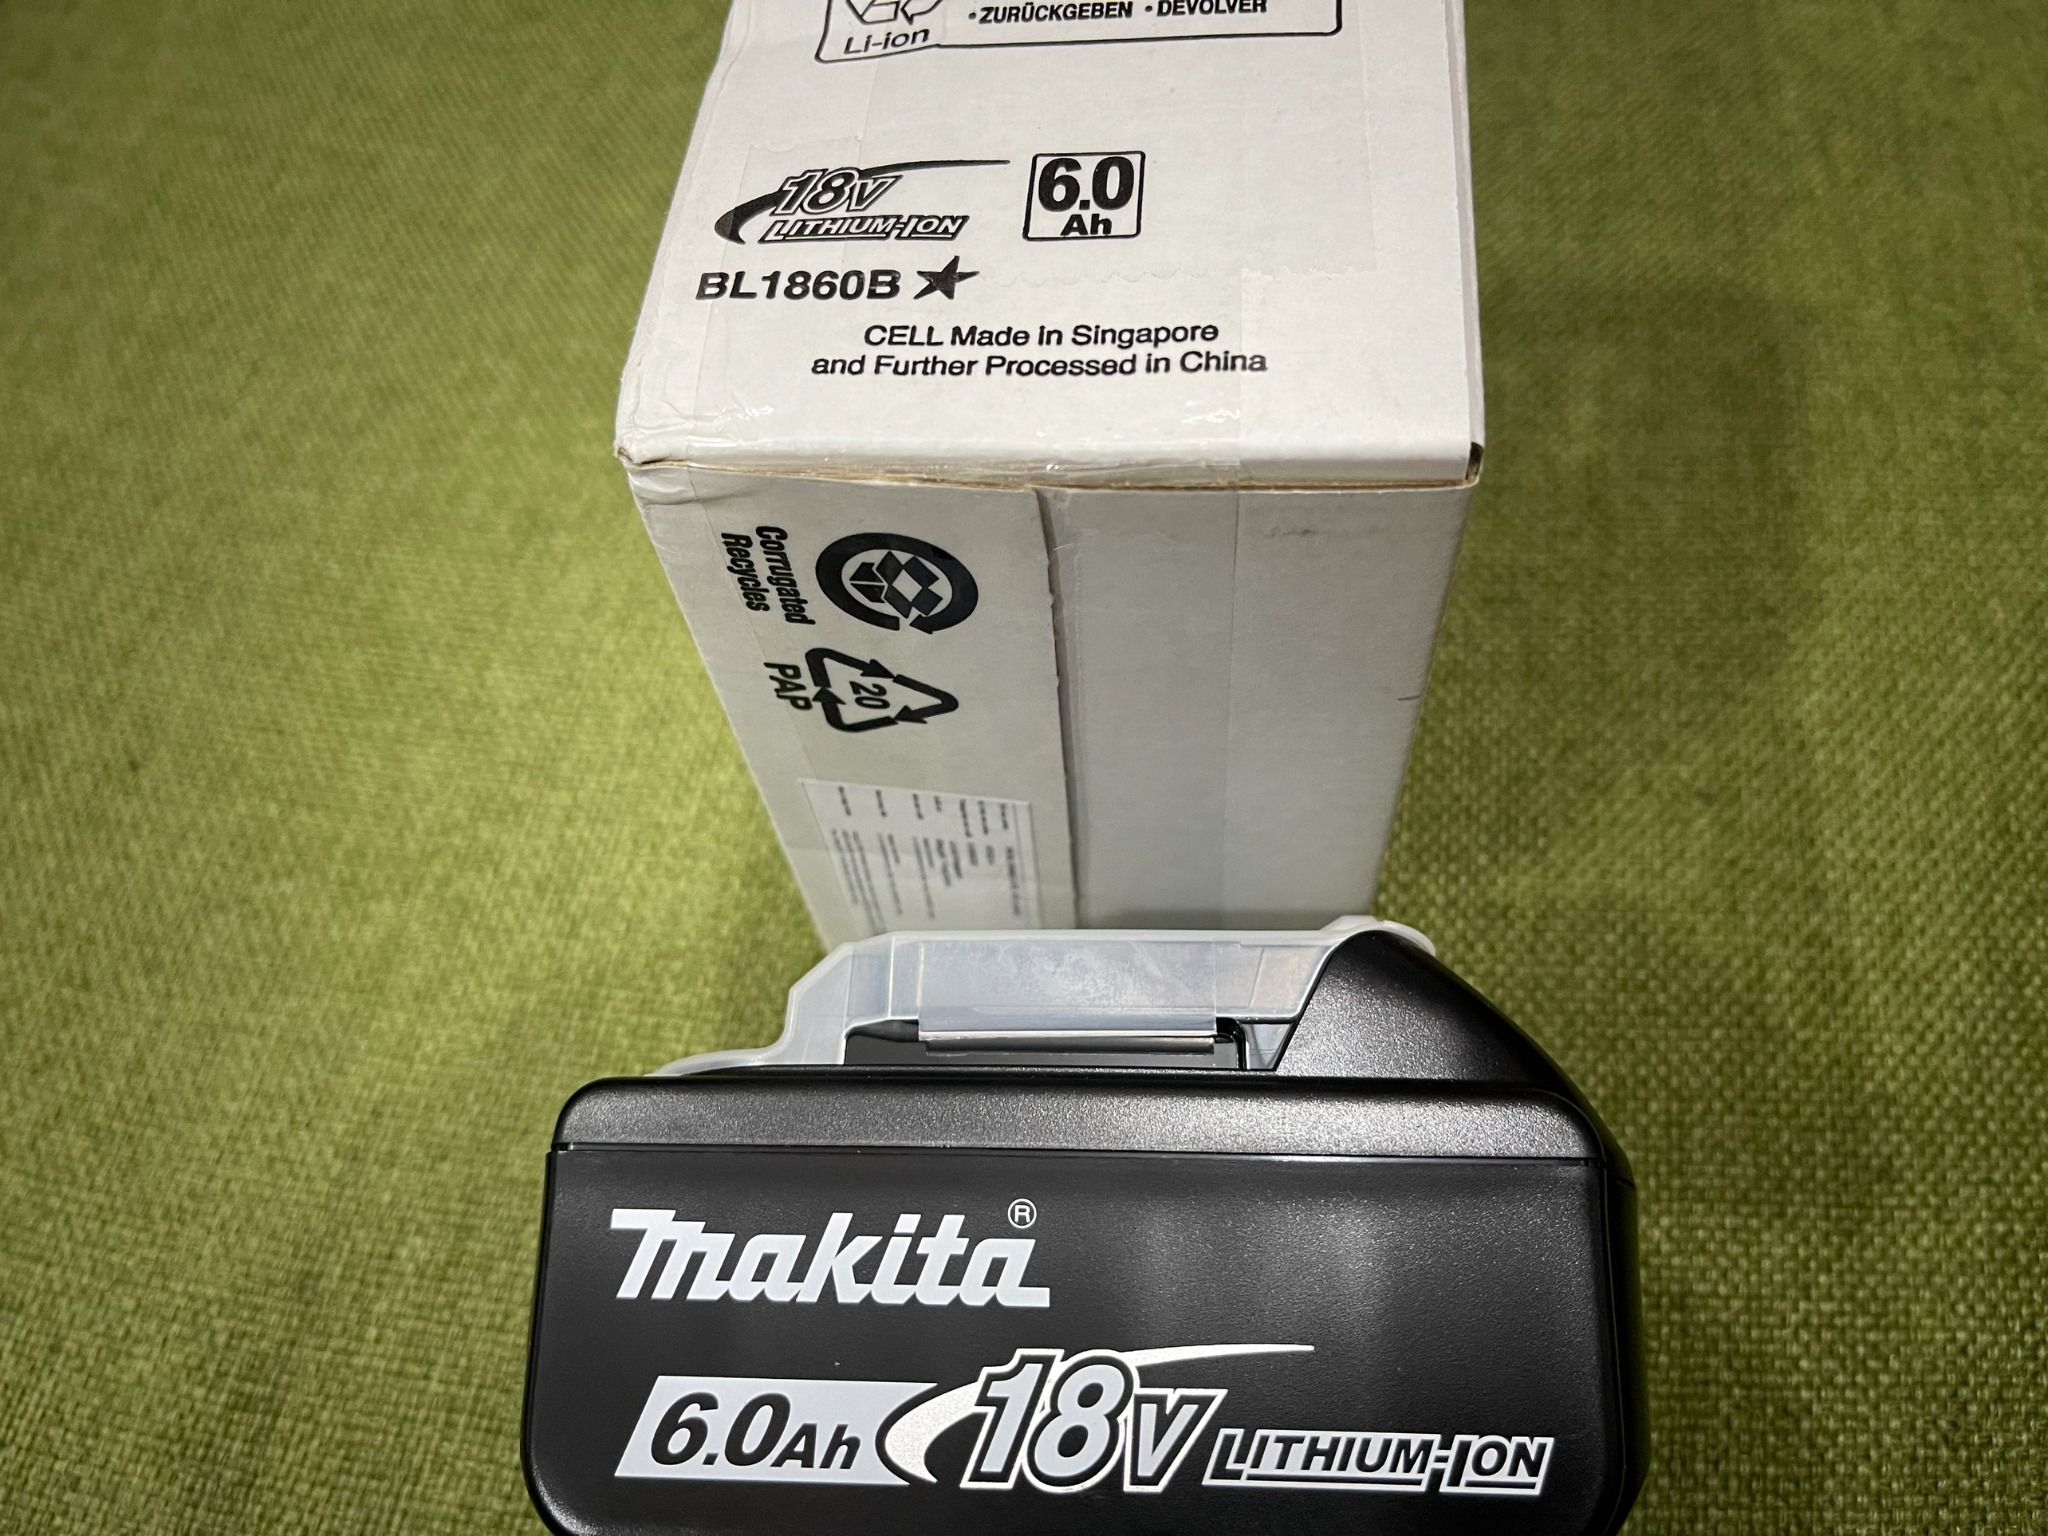 • ZURÜCKGEBEN • DEVOLVER
Li-ion
18V
LITHIUM-ION
6.0
Ah
BL1860B★
CELL Made in Singapore
and Further Processed in China
Corrugated
Recycles
20
PAP
makita®
6.0Ah 18V LITHIUM-ION